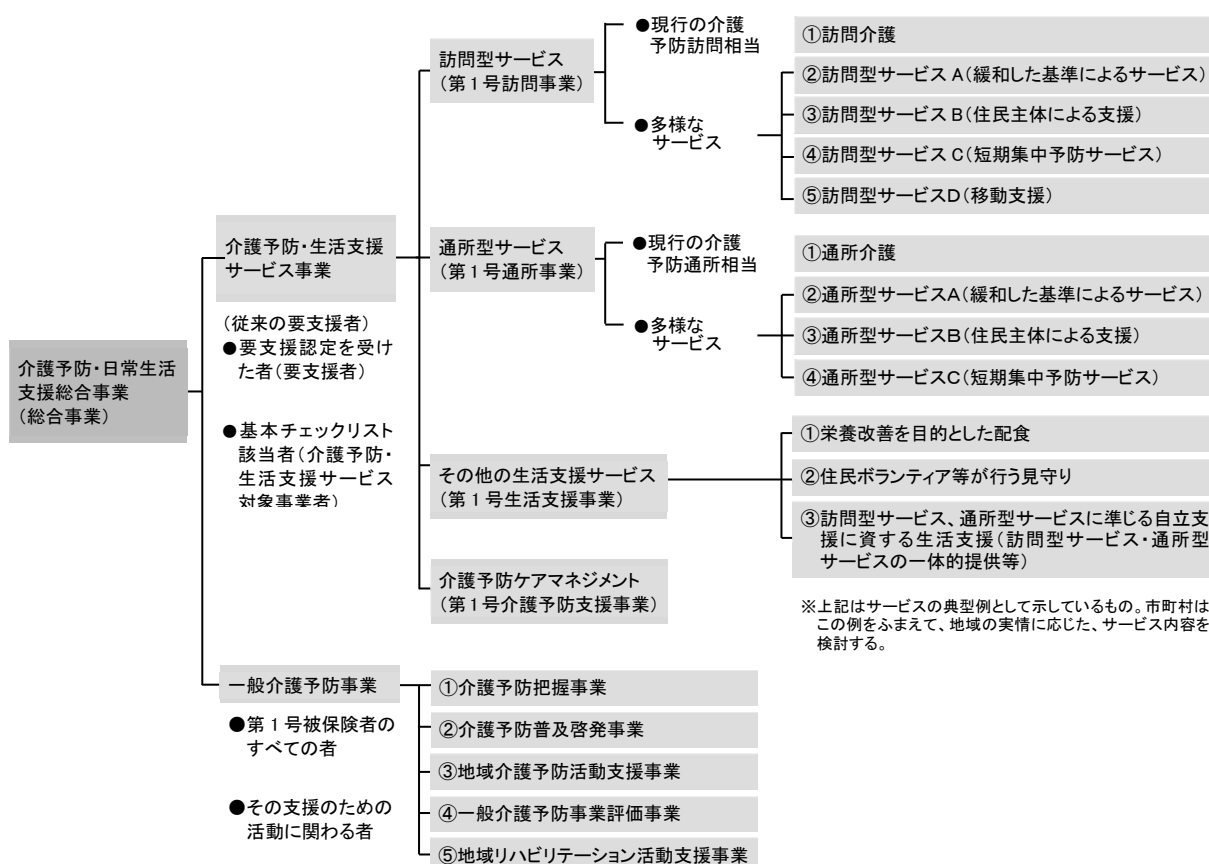 介護予防・日常生活
支援総合事業
(総合事業)
介護予防・生活支援
サービス事業
(従来の要支援者)
●要支援認定を受け
た者(要支援者)
●基本チェックリスト
該当者(介護予防・
生活支援サービス
対象事業者)
訪問型サービス
(第1号訪問事業)
●現行の介護
予防訪問相当
●多様な
サービス
①訪問介護
②訪問型サービス A(緩和した基準によるサービス)
③訪問型サービス B(住民主体による支援)
④訪問型サービス C(短期集中予防サービス)
⑤訪問型サービスD(移動支援)
通所型サービス
(第1号通所事業)
●現行の介護
予防通所相当
●多様な
サービス
①通所介護
②通所型サービスA(緩和した基準によるサービス)
③通所型サービスB(住民主体による支援)
④通所型サービスC(短期集中予防サービス)
その他の生活支援サービス
(第1号生活支援事業)
①栄養改善を目的とした配食
②住民ボランティア等が行う見守り
③訪問型サービス、通所型サービスに準じる自立支
援に資する生活支援(訪問型サービス・通所型
サービスの一体的提供等)
介護予防ケアマネジメント
(第1号介護予防支援事業)
※上記はサービスの典型例として示しているもの。市町村は
この例をふまえて、地域の実情に応じた、サービス内容を
検討する。
一般介護予防事業
●第1号被保険者の
すべての者
●その支援のための
活動に関わる者
①介護予防把握事業
②介護予防普及啓発事業
③地域介護予防活動支援事業
④一般介護予防事業評価事業
⑤地域リハビリテーション活動支援事業